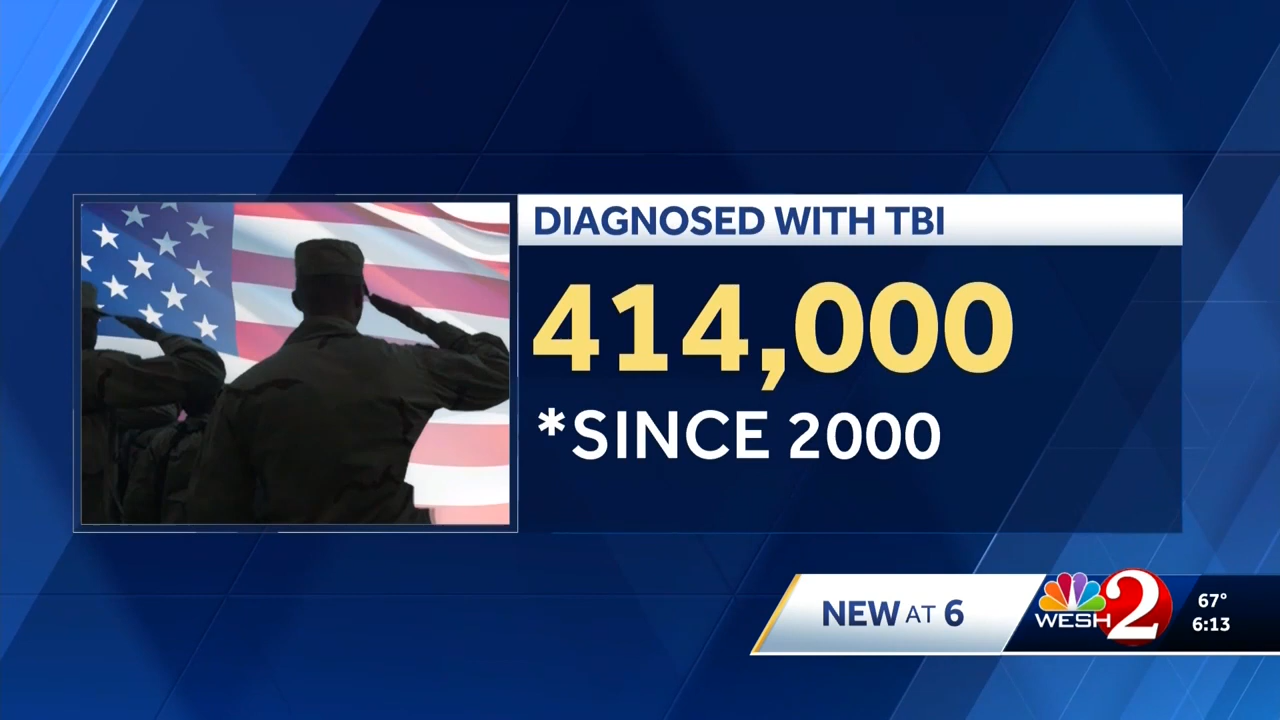 DIAGNOSED WITH TBI
414,000
*SINCE 2000
NEW AT 6
WESH 2
67°
6:13